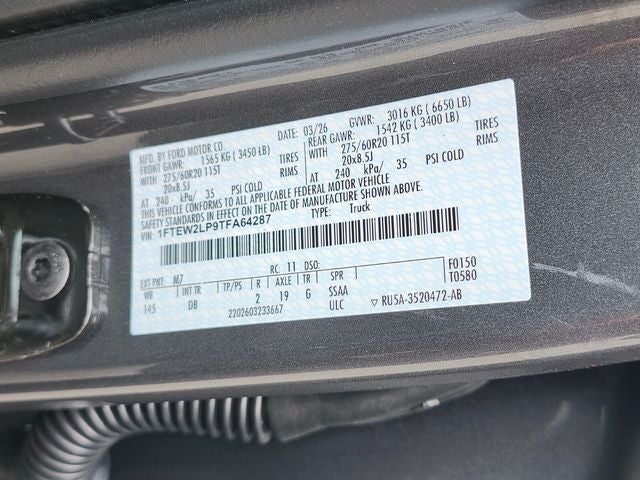 MFD. BY FORD MOTOR CO. DATE: 03/26 GVWR: 3016 KG ( 6650 LB)
FRONT GAWR: 1565 KG ( 3450 LB) REAR GAWR: 1542 KG ( 3400 LB)
WITH 275/60R20 115T TIRES WITH 275/60R20 115T TIRES
20x8.5J RIMS 20x8.5J RIMS
AT 240 kPa/ 35 PSI COLD AT 240 kPa/ 35 PSI COLD
THIS VEHICLE CONFORMS TO ALL APPLICABLE FEDERAL MOTOR VEHICLE
SAFETY STANDARDS IN EFFECT ON THE DATE OF MANUFACTURE SHOWN ABOVE.
1FTEW2LP9TFA64287 TYPE: Truck
F0150
T0580
EXT PNT: M7 RC: 11 DSO:
WB INT TR TP/PS R AXLE TR SPR
145 DB 2 19 G SSAA
2202603233667 ULC ▽ RU5A-3520472-AB